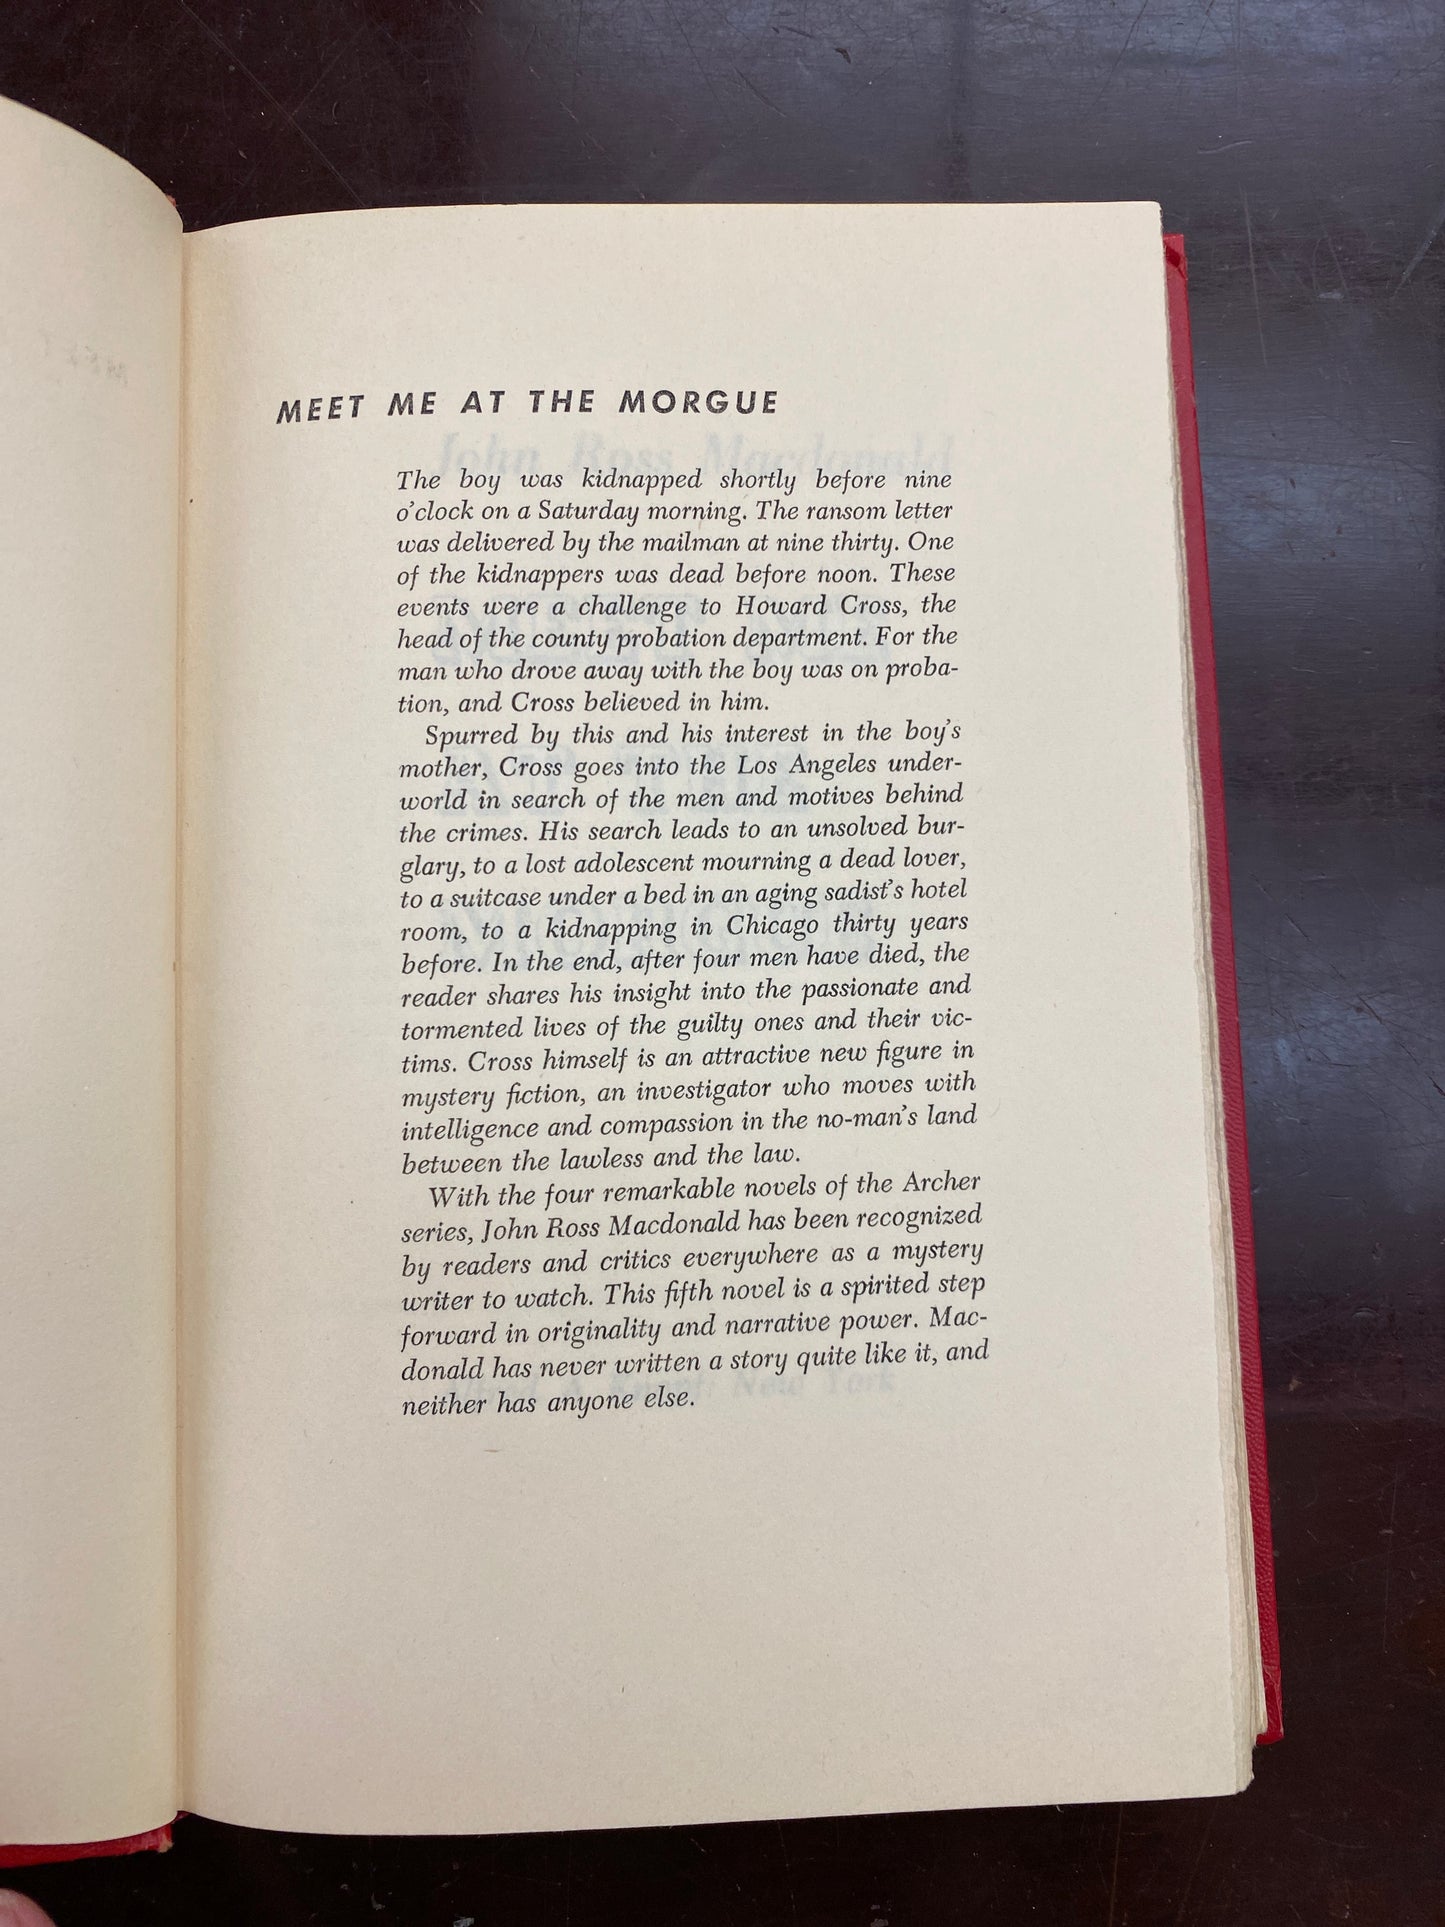 MEET ME AT THE MORGUE
The boy was kidnapped shortly before nine
o'clock on a Saturday morning. The ransom letter
was delivered by the mailman at nine thirty. One
of the kidnappers was dead before noon. These
events were a challenge to Howard Cross, the
head of the county probation department. For the
man who drove away with the boy was on proba-
tion, and Cross believed in him.
Spurred by this and his interest in the boy's
mother, Cross goes into the Los Angeles under-
world in search of the men and motives behind
the crimes. His search leads to an unsolved bur-
glary, to a lost adolescent mourning a dead lover,
to a suitcase under a bed in an aging sadist's hotel
room, to a kidnapping in Chicago thirty years
before. In the end, after four men have died, the
reader shares his insight into the passionate and
tormented lives of the guilty ones and their vic-
tims. Cross himself is an attractive new figure in
mystery fiction, an investigator who moves with
intelligence and compassion in the no-man's land
between the lawless and the law.
With the four remarkable novels of the Archer
series, John Ross Macdonald has been recognized
by readers and critics everywhere as a mystery
writer to watch. This fifth novel is a spirited step
forward in originality and narrative power. Mac-
donald has never written a story quite like it, and
neither has anyone else.